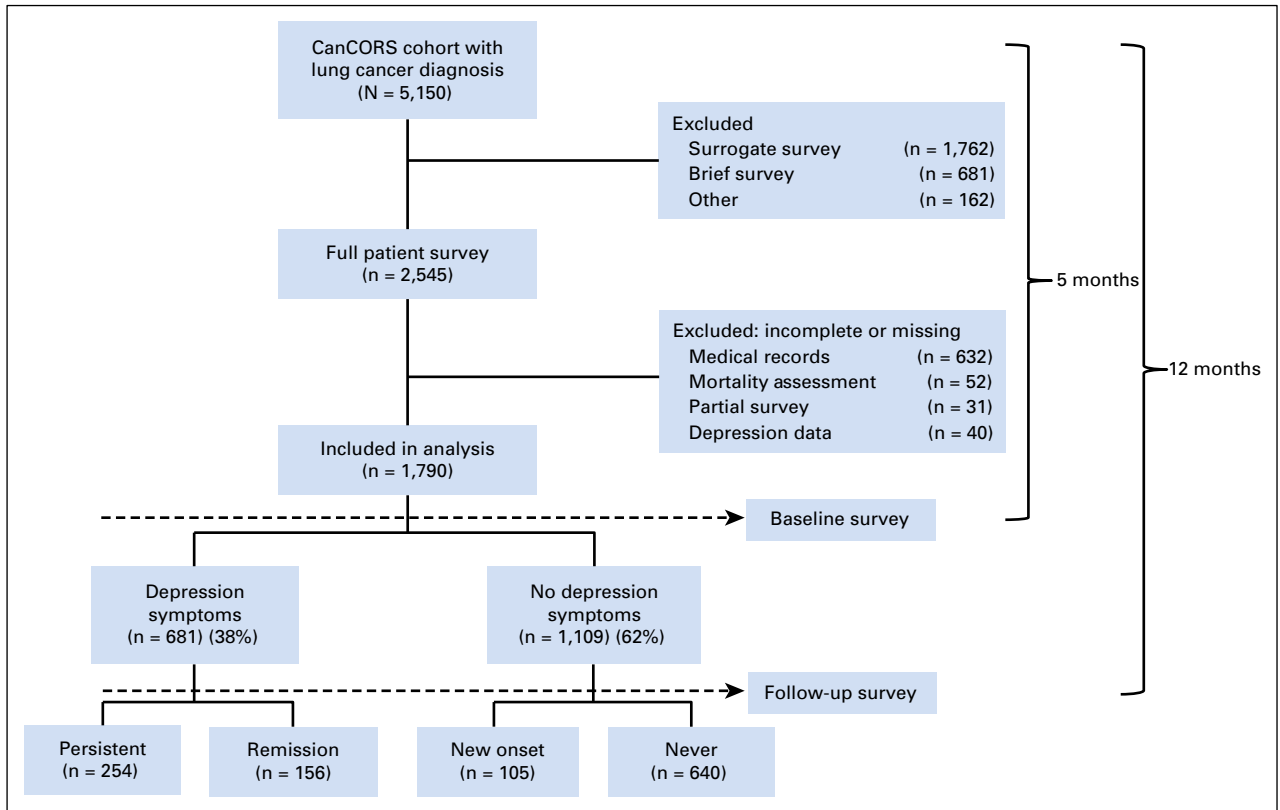 CanCORS cohort with
lung cancer diagnosis
(N = 5,150)
Excluded
Surrogate survey (n = 1,762)
Brief survey (n = 681)
Other (n = 162)
Full patient survey
(n = 2,545)
5 months
Excluded: incomplete or missing
Medical records (n = 632)
Mortality assessment (n = 52)
Partial survey (n = 31)
Depression data (n = 40)
12 months
Included in analysis
(n = 1,790)
Baseline survey
Depression
symptoms
(n = 681) (38%)
No depression
symptoms
(n = 1,109) (62%)
Follow-up survey
Persistent
(n = 254)
Remission
(n = 156)
New onset
(n = 105)
Never
(n = 640)